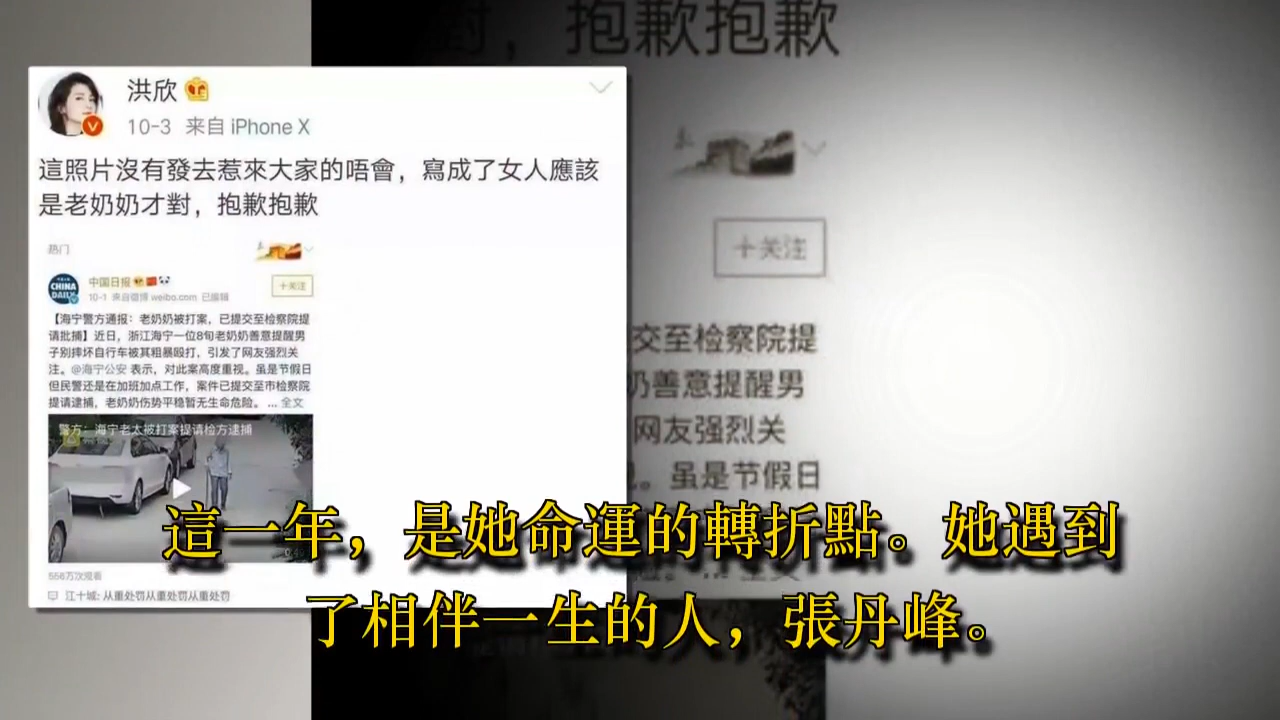 對，抱歉抱歉
洪欣
10-3 来自 iPhone X
這照片沒有發去惹來大家的唔會，寫成了女人應該
是老奶奶才對，抱歉抱歉
热门
中国日报
CHINA
DAILY
+关注
10-1 来自微博 weibo.com 已编辑
【海宁警方通报：老奶奶被打案，已提交至检察院提
请批捕】近日，浙江海宁一位8旬老奶奶善意提醒男
子别摔坏自行车被其粗暴殴打，引发了网友强烈关
注。@海宁公安 表示，对此案高度重视。虽是节假日
但民警还是在加班加点工作，案件已提交至市检察院
提请逮捕，老奶奶伤势平稳暂无生命危险。 ... 全文
警方：海宁老太被打案提请检方逮捕
0:40
556万次观看
江十城: 从重处罚从重处罚从重处罚
+关注
交至检察院提
奶善意提醒男
网友强烈关
。虽是节假日
這一年，是她命運的轉折點。她遇到
了相伴一生的人，張丹峰。